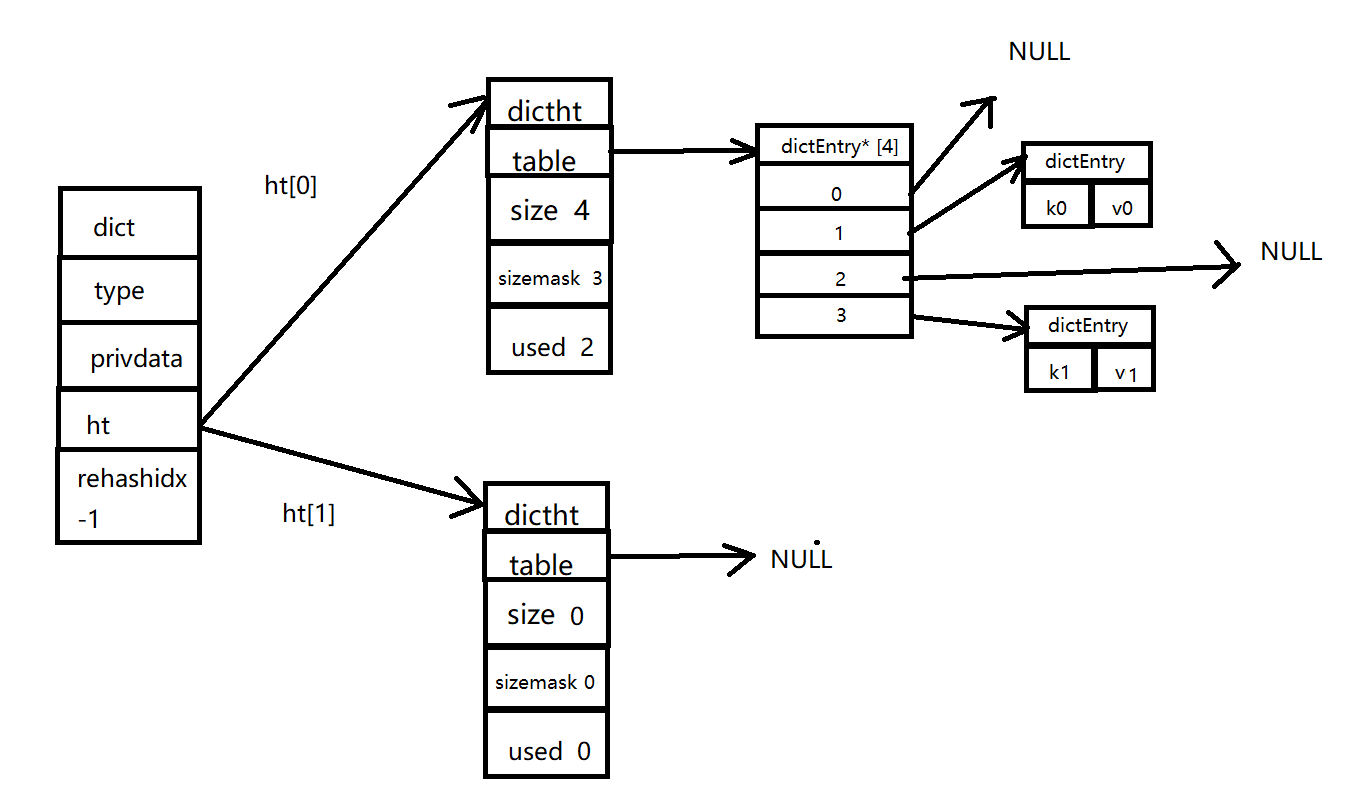 dict
type
privdata
ht
rehashidx
-1
ht[0]
ht[1]
dictht
table
size 4
sizemask 3
used 2
dictEntry* [4]
0
1
2
3
NULL
dictEntry
k0 v0
NULL
dictEntry
k1 v1
dictht
table
size 0
sizemask 0
used 0
NULL